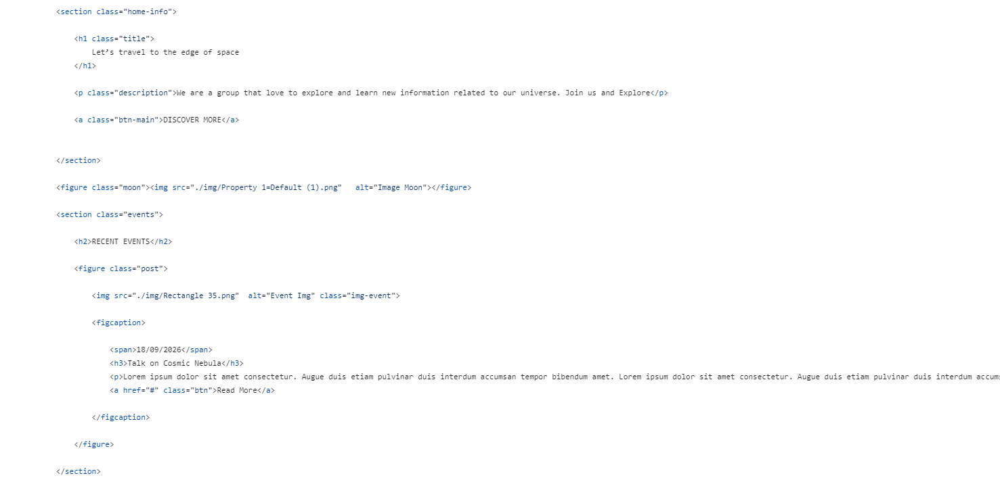 <section class="home-info">
<h1 class="title">
Let’s travel to the edge of space
</h1>
<p class="description">We are a group that love to explore and learn new information related to our universe. Join us and Explore</p>
<a class="btn-main">DISCOVER MORE</a>
</section>
<figure class="moon"><img src="./img/Property 1=Default (1).png"   alt="Image Moon"></figure>
<section class="events">
<h2>RECENT EVENTS</h2>
<figure class="post">
<img src="./img/Rectangle 35.png"  alt="Event Img" class="img-event">
<figcaption>
<span>18/09/2026</span>
<h3>Talk on Cosmic Nebula</h3>
<p>Lorem ipsum dolor sit amet consectetur. Augue duis etiam pulvinar duis interdum accumsan tempor bibendum amet. Lorem ipsum dolor sit amet consectetur. Augue duis etiam pulvinar duis interdum accums
<a href="#" class="btn">Read More</a>
</figcaption>
</figure>
</section>